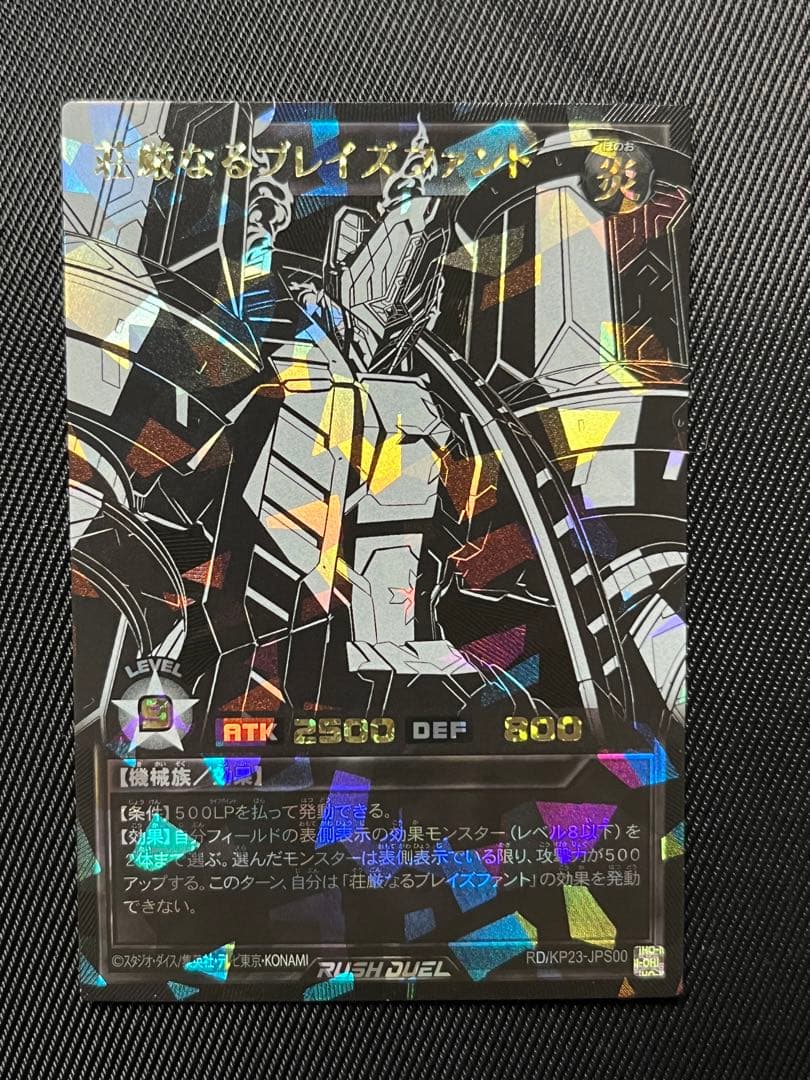 荘厳なるブレイズファント
ほのお
炎
LEVEL
9
ATK 2500 DEF 800
【機械族/効果】
【条件】500LPを払って発動できる。
【効果】自分フィールドの表側表示の効果モンスター(レベル8以下)を
2体まで選ぶ。選んだモンスターは表側表示でいる限り、攻撃力が500
アップする。このターン、自分は「荘厳なるブレイズファント」の効果を発動
できない。
©スタジオ・ダイス/集英社・テレビ東京・KONAMI RUSH DUEL RD/KP23-JPS00